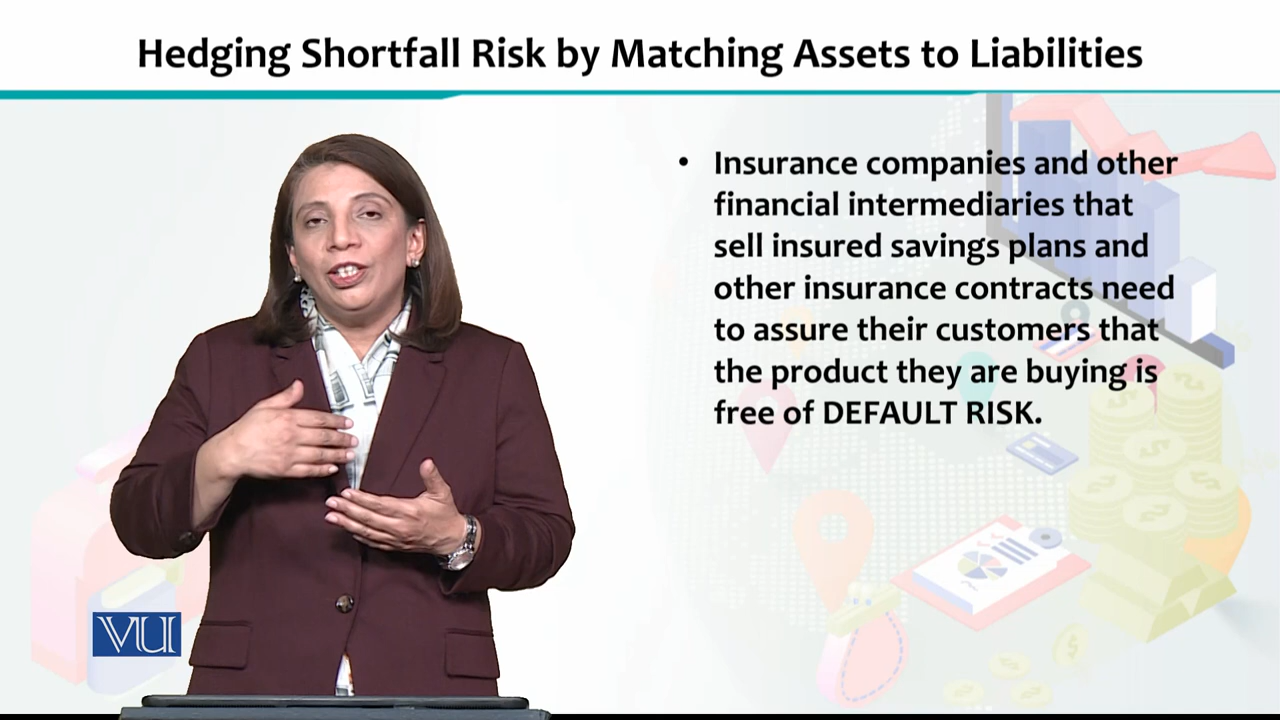 Hedging Shortfall Risk by Matching Assets to Liabilities
• Insurance companies and other
financial intermediaries that
sell insured savings plans and
other insurance contracts need
to assure their customers that
the product they are buying is
free of DEFAULT RISK.
VU